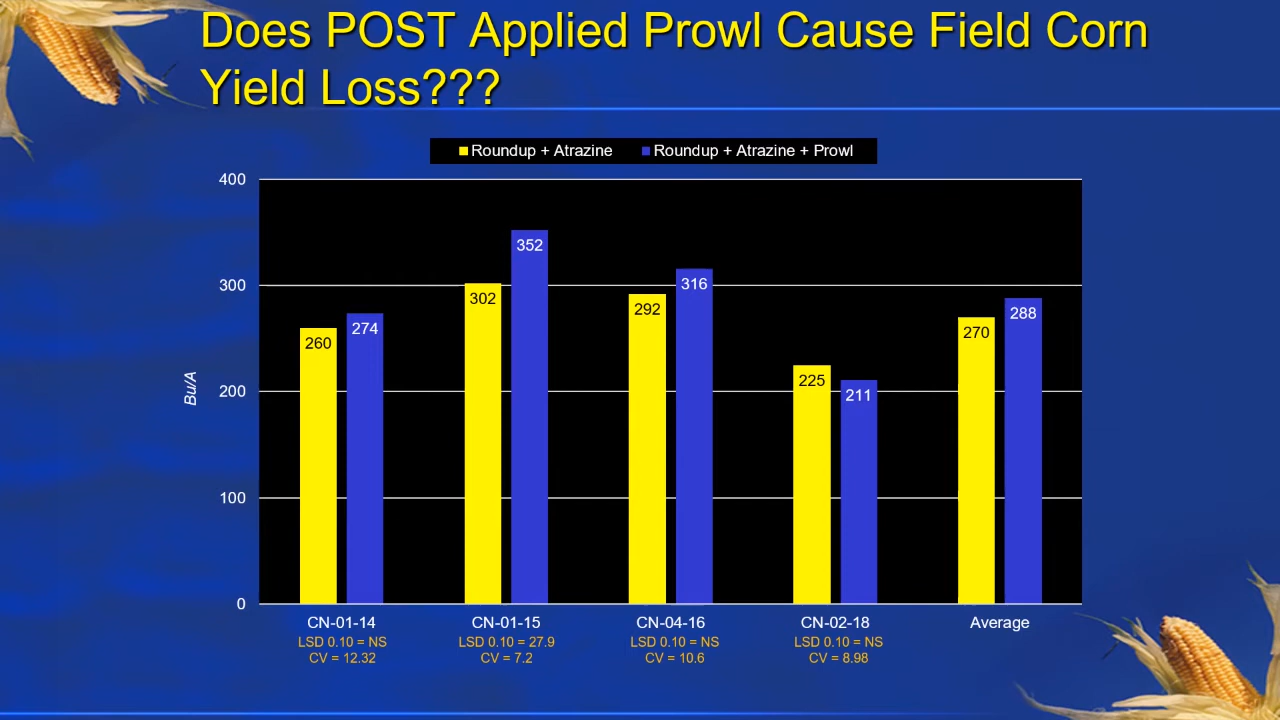 Does POST Applied Prowl Cause Field Corn
Yield Loss???
Roundup + Atrazine Roundup + Atrazine + Prowl
400
300
200
100
0
Bu/A
260 274
302 352
292 316
225 211
270 288
CN-01-14 CN-01-15 CN-04-16 CN-02-18 Average
LSD 0.10 = NS LSD 0.10 = 27.9 LSD 0.10 = NS LSD 0.10 = NS
CV = 12.32 CV = 7.2 CV = 10.6 CV = 8.98